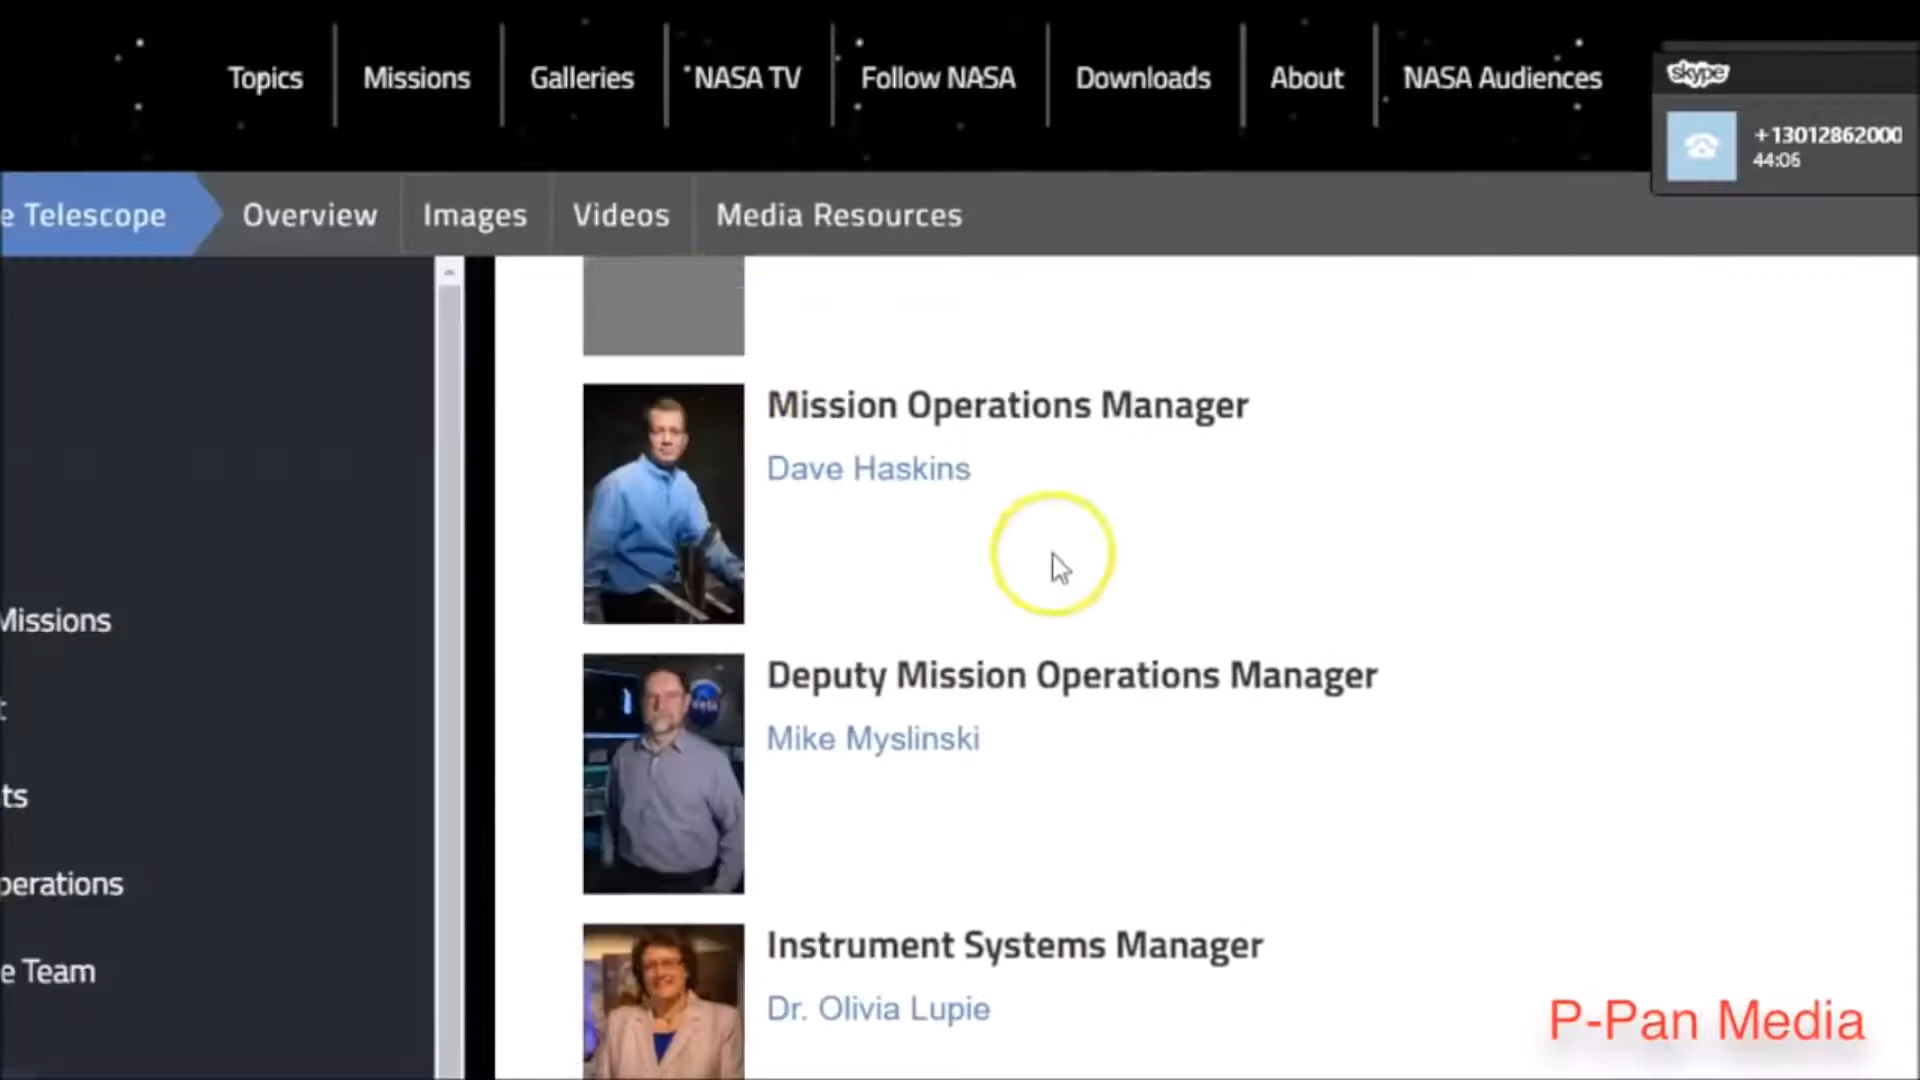 Topics
Missions
Galleries
NASA TV
Follow NASA
Downloads
About
NASA Audiences
skype
+13012862000
44:06
e Telescope
Overview
Images
Videos
Media Resources
Mission Operations Manager
Dave Haskins
Missions
Deputy Mission Operations Manager
Mike Myslinski
ts
perations
Instrument Systems Manager
e Team
Dr. Olivia Lupie
P-Pan Media